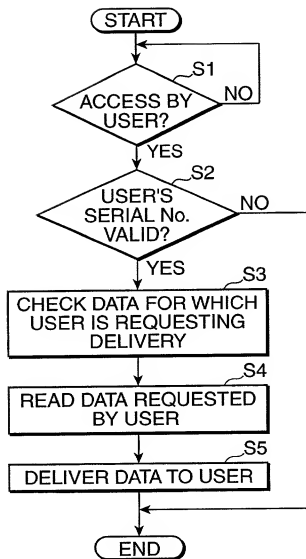 START
S1
ACCESS BY
USER?
NO
YES
S2
USER'S
SERIAL No.
VALID?
NO
YES
S3
CHECK DATA FOR WHICH
USER IS REQUESTING
DELIVERY
S4
READ DATA REQUESTED
BY USER
S5
DELIVER DATA TO USER
END